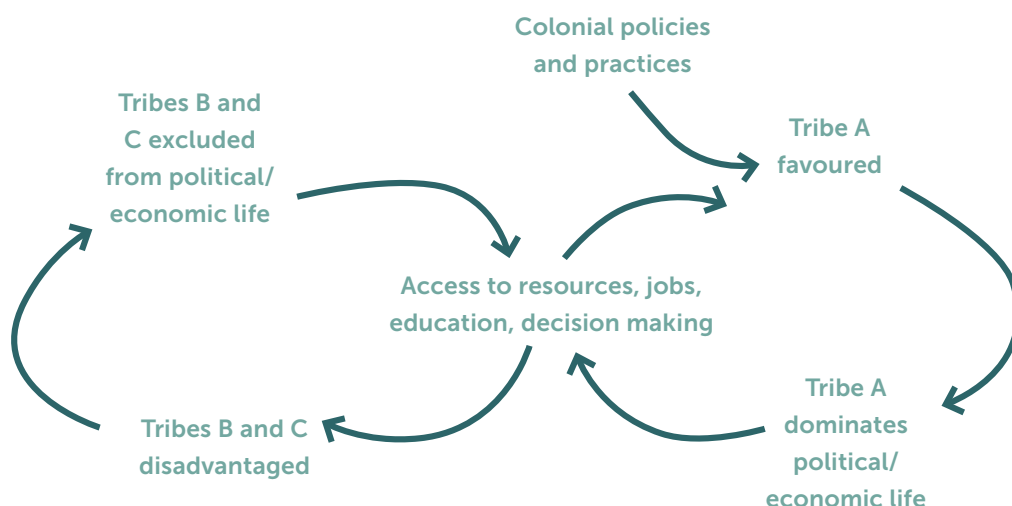 Colonial policies
and practices
Tribes B and
C excluded
from political/
economic life
Tribe A
favoured
Access to resources, jobs,
education, decision making
Tribes B and C
disadvantaged
Tribe A
dominates
political/
economic life